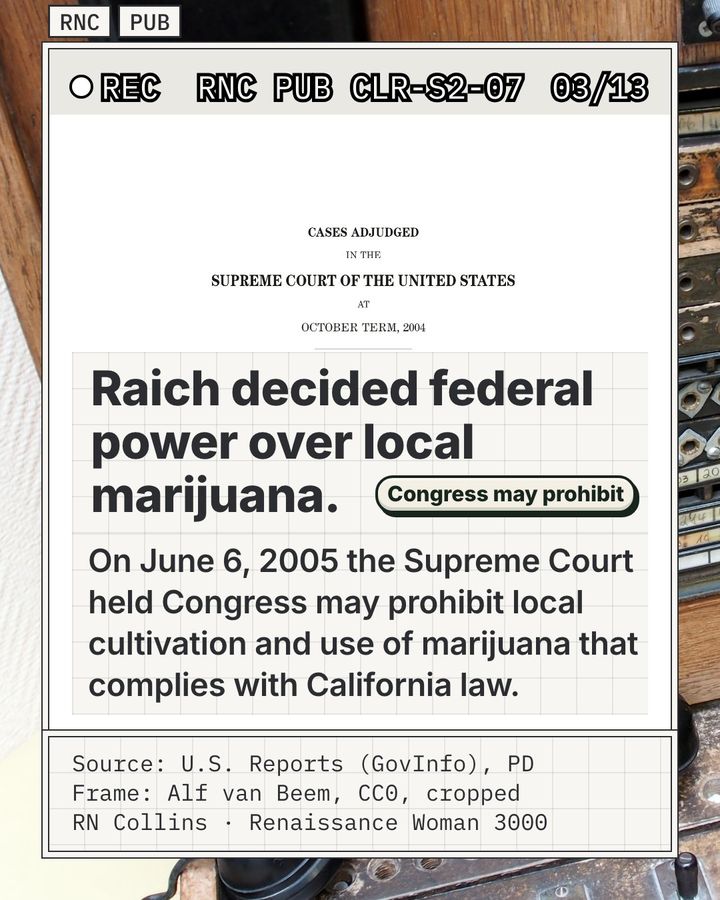 RNC PUB
REC RNC PUB CLR-S2-07 03/13
CASES ADJUDGED
IN THE
SUPREME COURT OF THE UNITED STATES
AT
OCTOBER TERM, 2004
Raich decided federal
power over local
marijuana.
Congress may prohibit
On June 6, 2005 the Supreme Court
held Congress may prohibit local
cultivation and use of marijuana that
complies with California law.
Source: U.S. Reports (GovInfo), PD
Frame: Alf van Beem, CC0, cropped
RN Collins · Renaissance Woman 3000